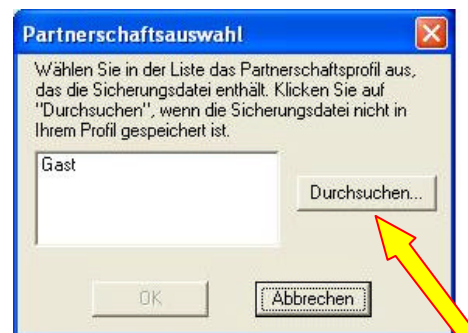 Partnerschaftsauswahl
Wählen Sie in der Liste das Partnerschaftsprofil aus,
das die Sicherungsdatei enthält. Klicken Sie auf
"Durchsuchen", wenn die Sicherungsdatei nicht in
Ihrem Profil gespeichert ist.
Gast
Durchsuchen...
OK
Abbrechen